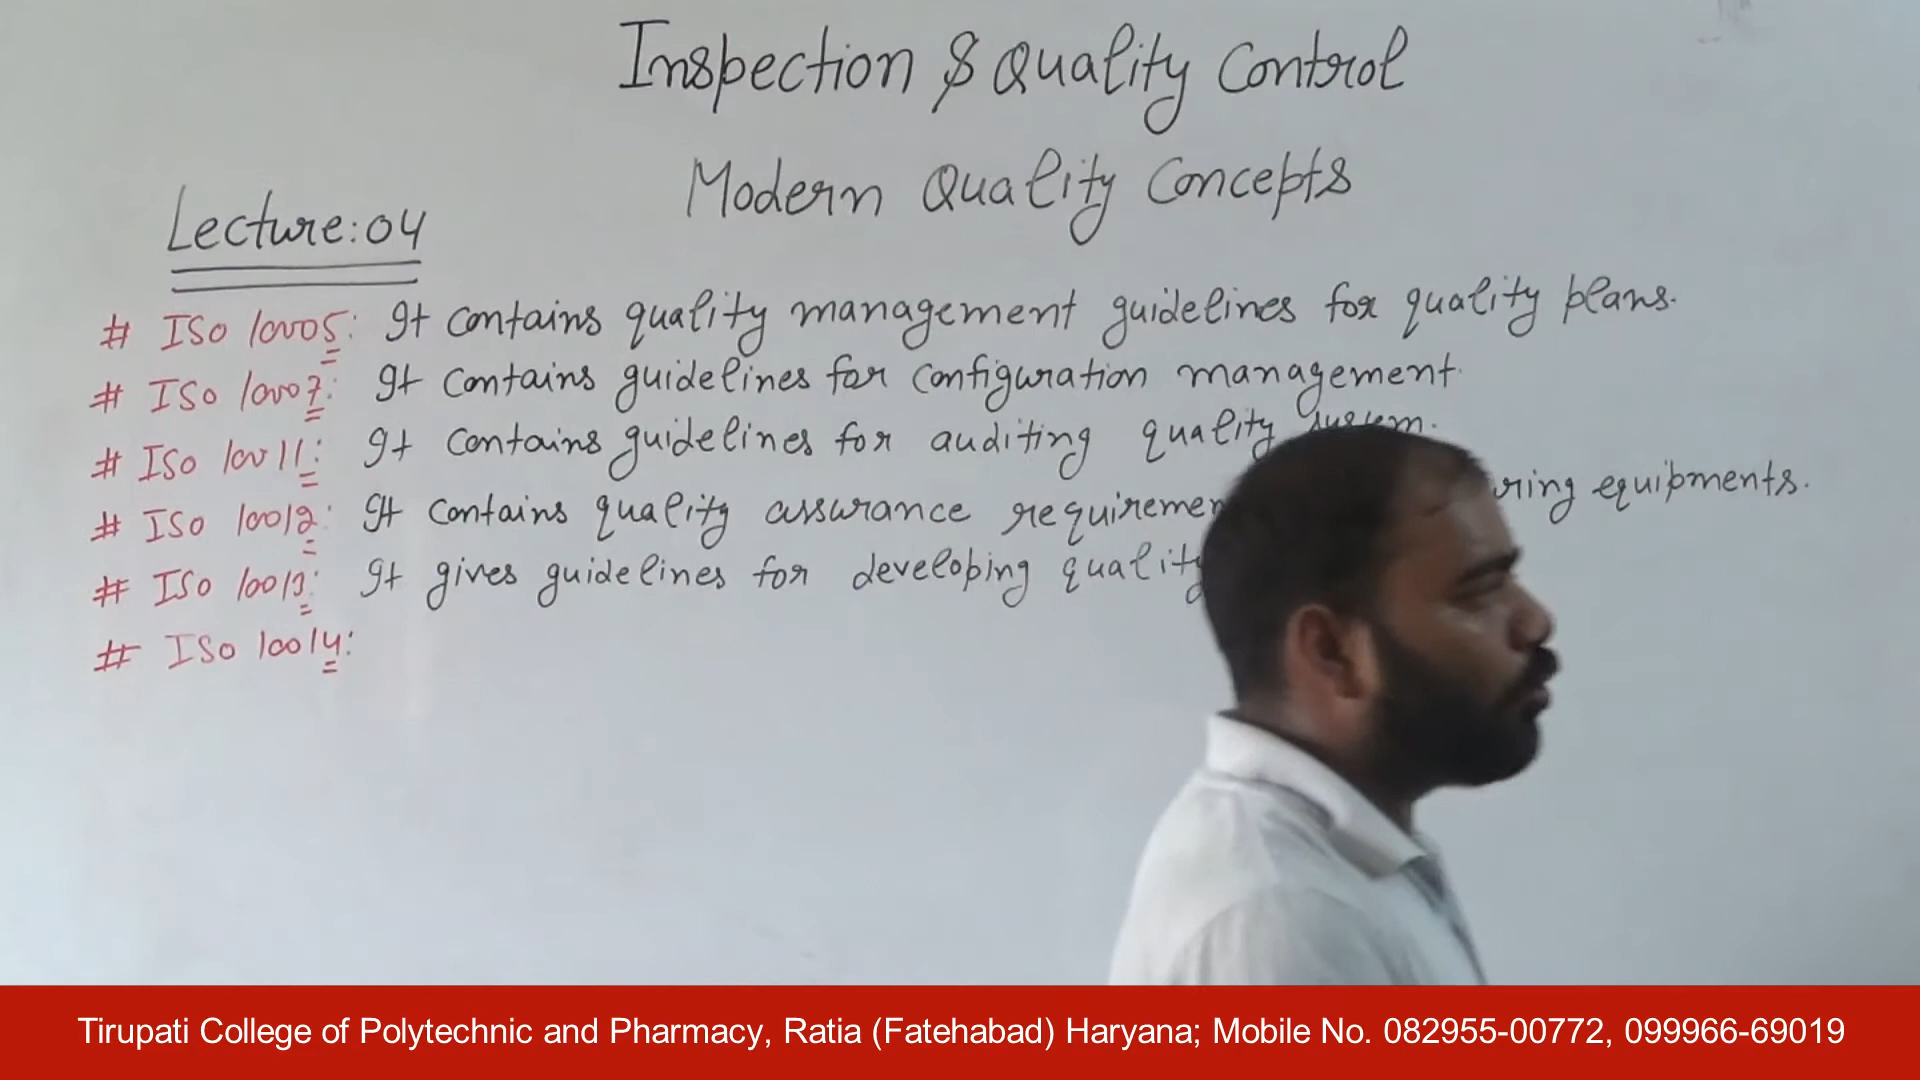 Inspection & Quality Control
Modern Quality Concepts
Lecture: 04
# ISO 10005: It contains quality management guidelines for quality plans.
# ISO 10007: It contains guidelines for configuration management
# ISO 10011: It contains guidelines for auditing quality system.
# ISO 10012: It contains quality assurance equipments.
# ISO 10013: It gives guidelines for developing quality
# ISO 10014:
Tirupati College of Polytechnic and Pharmacy, Ratia (Fatehabad) Haryana; Mobile No. 082955-00772, 099966-69019